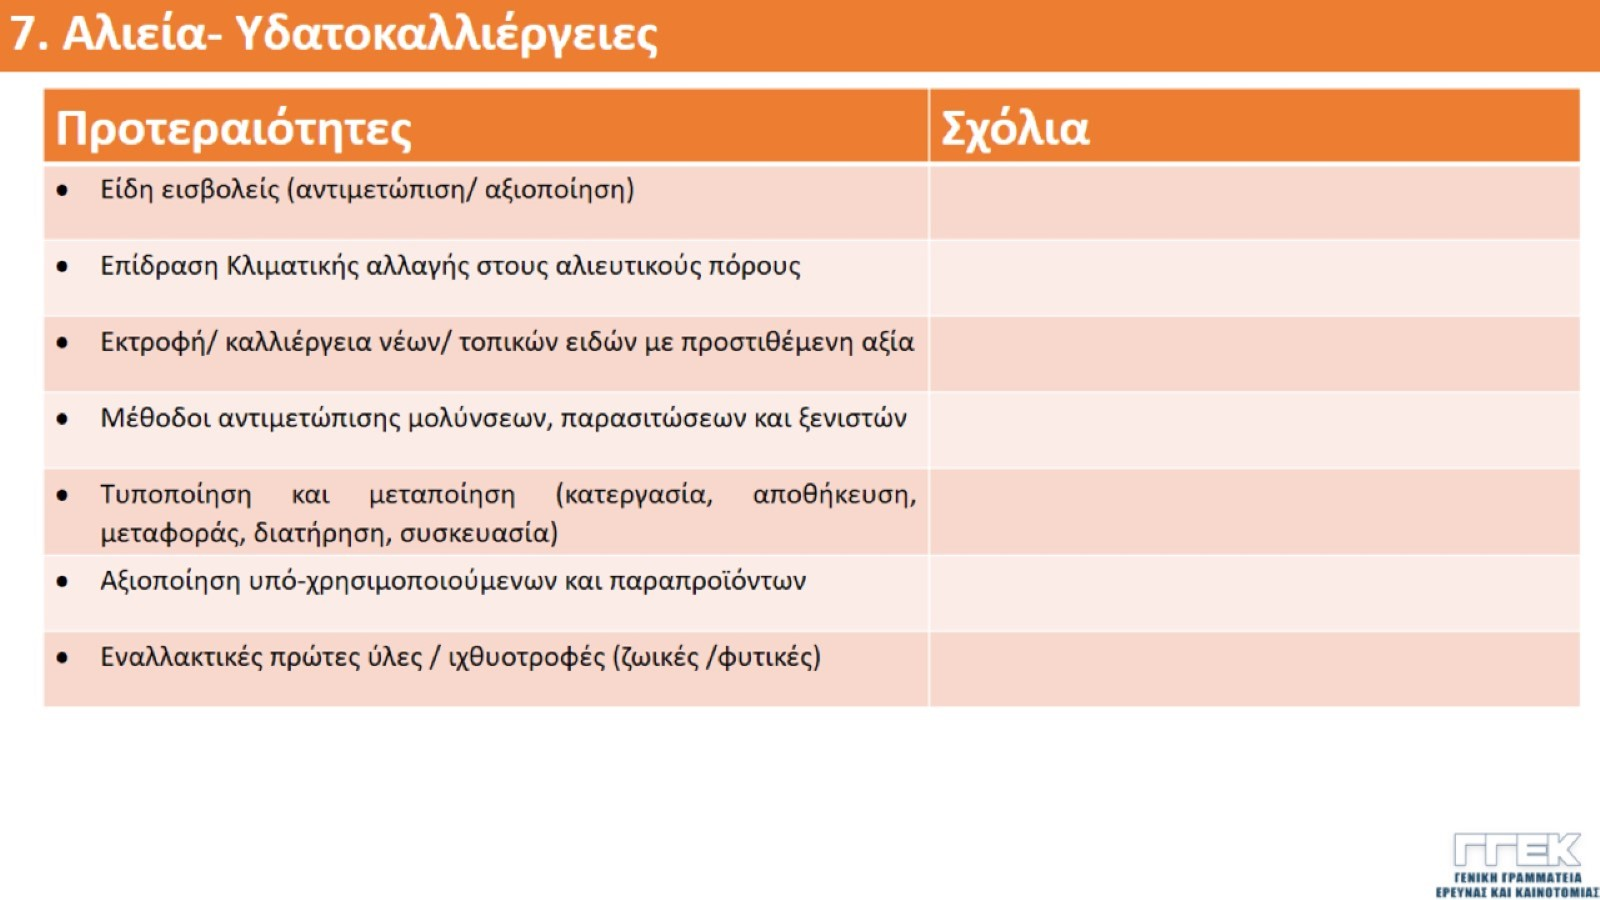 7. Αλιεία- Υδατοκαλλιέργειες
Προτεραιότητες
Σχόλια
• Είδη εισβολείς (αντιμετώπιση/ αξιοποίηση)
• Επίδραση Κλιματικής αλλαγής στους αλιευτικούς πόρους
• Εκτροφή/ καλλιέργεια νέων/ τοπικών ειδών με προστιθέμενη αξία
• Μέθοδοι αντιμετώπισης μολύνσεων, παρασιτώσεων και ξενιστών
• Τυποποίηση και μεταποίηση (κατεργασία, αποθήκευση,
μεταφοράς, διατήρηση, συσκευασία)
• Αξιοποίηση υπό-χρησιμοποιούμενων και παραπροϊόντων
• Εναλλακτικές πρώτες ύλες / ιχθυοτροφές (ζωικές /φυτικές)
ΓΓΕΚ
ΓΕΝΙΚΗ ΓΡΑΜΜΑΤΕΙΑ
ΕΡΕΥΝΑΣ ΚΑΙ ΚΑΙΝΟΤΟΜΙΑΣ